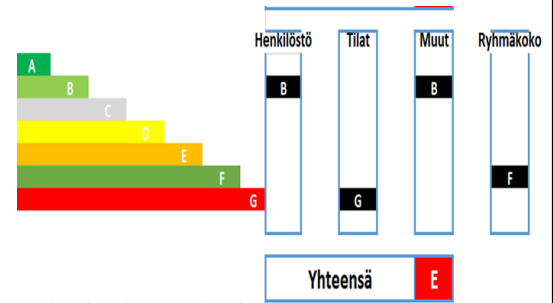 Henkilöstö Tilat Muut Ryhmäkoko
A
B B B
C
D
E
F F
G G
Yhteensä E